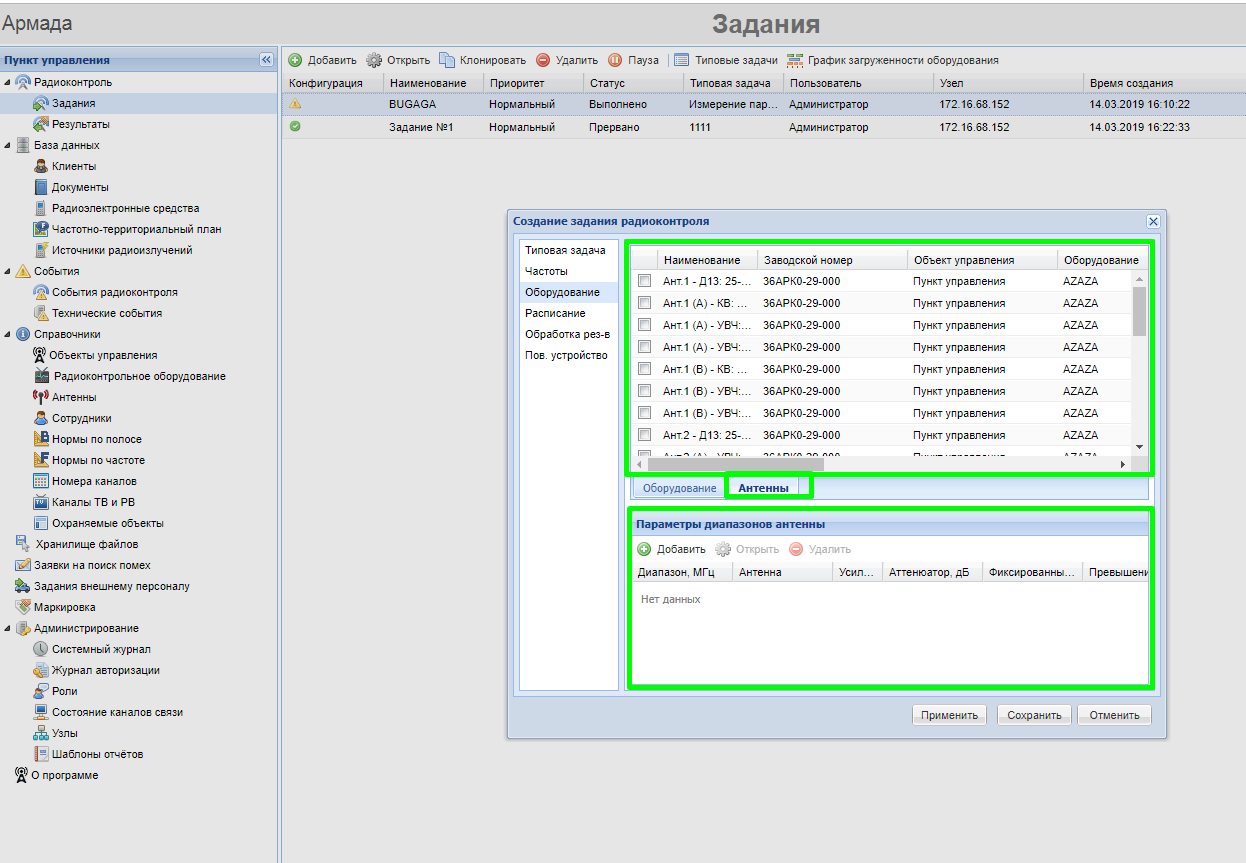 Армада
Задания
Пункт управления
Радиоконтроль
Задания
Результаты
База данных
Клиенты
Документы
Радиоэлектронные средства
Частотно-территориальный план
Источники радиоизлучений
События
События радиоконтроля
Технические события
Справочники
Объекты управления
Радиоконтрольное оборудование
Антенны
Сотрудники
Нормы по полосе
Нормы по частоте
Номера каналов
Каналы ТВ и РВ
Охраняемые объекты
Хранилище файлов
Заявки на поиск помех
Задания внешнему персоналу
Маркировка
Администрирование
Системный журнал
Журнал авторизации
Роли
Состояние каналов связи
Узлы
Шаблоны отчётов
О программе
Добавить Открыть Клонировать Удалить Пауза Типовые задачи График загруженности оборудования
Конфигурация Наименование Приоритет Статус Типовая задача Пользователь Узел Время создания
BUGAGA Нормальный Выполнено Измерение пар... Администратор 172.16.68.152 14.03.2019 16:10:22
Задание №1 Нормальный Прервано 1111 Администратор 172.16.68.152 14.03.2019 16:22:33
Создание задания радиоконтроля
Типовая задача
Частоты
Оборудование
Расписание
Обработка рез-в
Пов. устройство
Наименование Заводской номер Объект управления Оборудование
Ант.1 - Д13: 25-... 36АРК0-29-000 Пункт управления AZAZA
Ант.1 (А) - КВ: ... 36АРК0-29-000 Пункт управления AZAZA
Ант.1 (А) - УВЧ:... 36АРК0-29-000 Пункт управления AZAZA
Ант.1 (А) - УВЧ:... 36АРК0-29-000 Пункт управления AZAZA
Ант.1 (В) - КВ: ... 36АРК0-29-000 Пункт управления AZAZA
Ант.1 (В) - УВЧ:... 36АРК0-29-000 Пункт управления AZAZA
Ант.1 (В) - УВЧ:... 36АРК0-29-000 Пункт управления AZAZA
Ант.2 - Д13: 25-... 36АРК0-29-000 Пункт управления AZAZA
Ант.2 (А) - УВЧ:... 36АРК0-29-000 Пункт управления AZAZA
Оборудование Антенны
Параметры диапазонов антенны
Добавить Открыть Удалить
Диапазон, МГц Антенна Усил... Аттенюатор, дБ Фиксированны... Превышени
Нет данных
Применить Сохранить Отменить